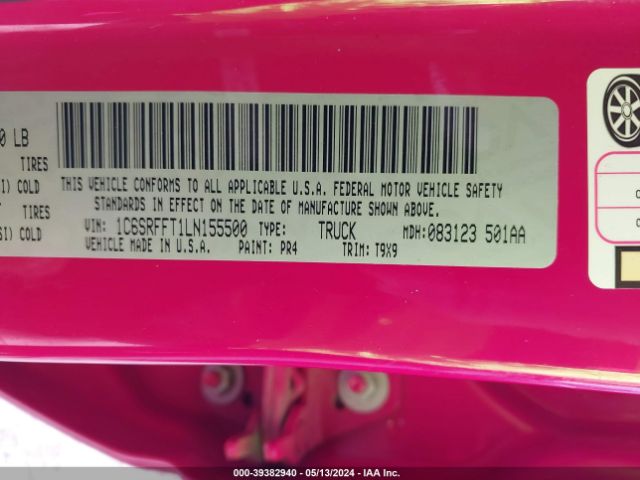 0 LB
TIRES
I) COLD
TIRES
SI) COLD
THIS VEHICLE CONFORMS TO ALL APPLICABLE U.S.A. FEDERAL MOTOR VEHICLE SAFETY
STANDARDS IN EFFECT ON THE DATE OF MANUFACTURE SHOWN ABOVE.
VIN: 1C6SRFFT1LN155500 TYPE: TRUCK MDH:083123 501AA
VEHICLE MADE IN U.S.A. PAINT: PR4 TRIM: T9X9
000-39382940 - 05/13/2024 - IAA Inc.